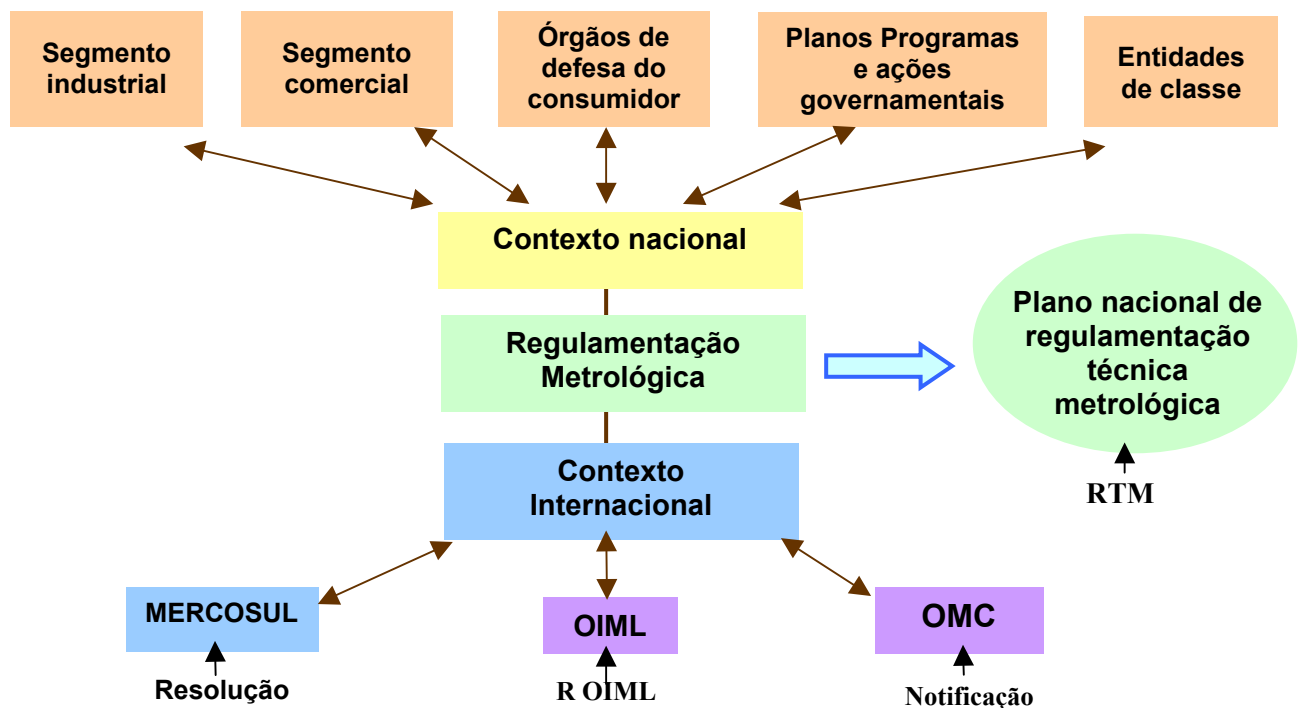 Segmento
industrial
Segmento
comercial
Órgãos de
defesa do
consumidor
Planos Programas
e ações
governamentais
Entidades
de classe
Contexto nacional
Regulamentação
Metrológica
Plano nacional de
regulamentação
técnica
metrológica
RTM
Contexto
Internacional
MERCOSUL
OIML
OMC
Resolução
R OIML
Notificação